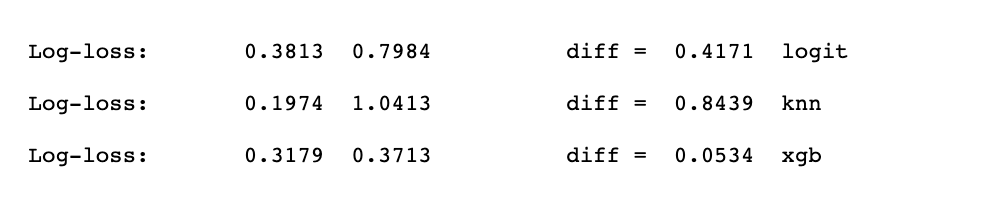 Log-loss: 0.3813 0.7984 diff = 0.4171 logit
Log-loss: 0.1974 1.0413 diff = 0.8439 knn
Log-loss: 0.3179 0.3713 diff = 0.0534 xgb